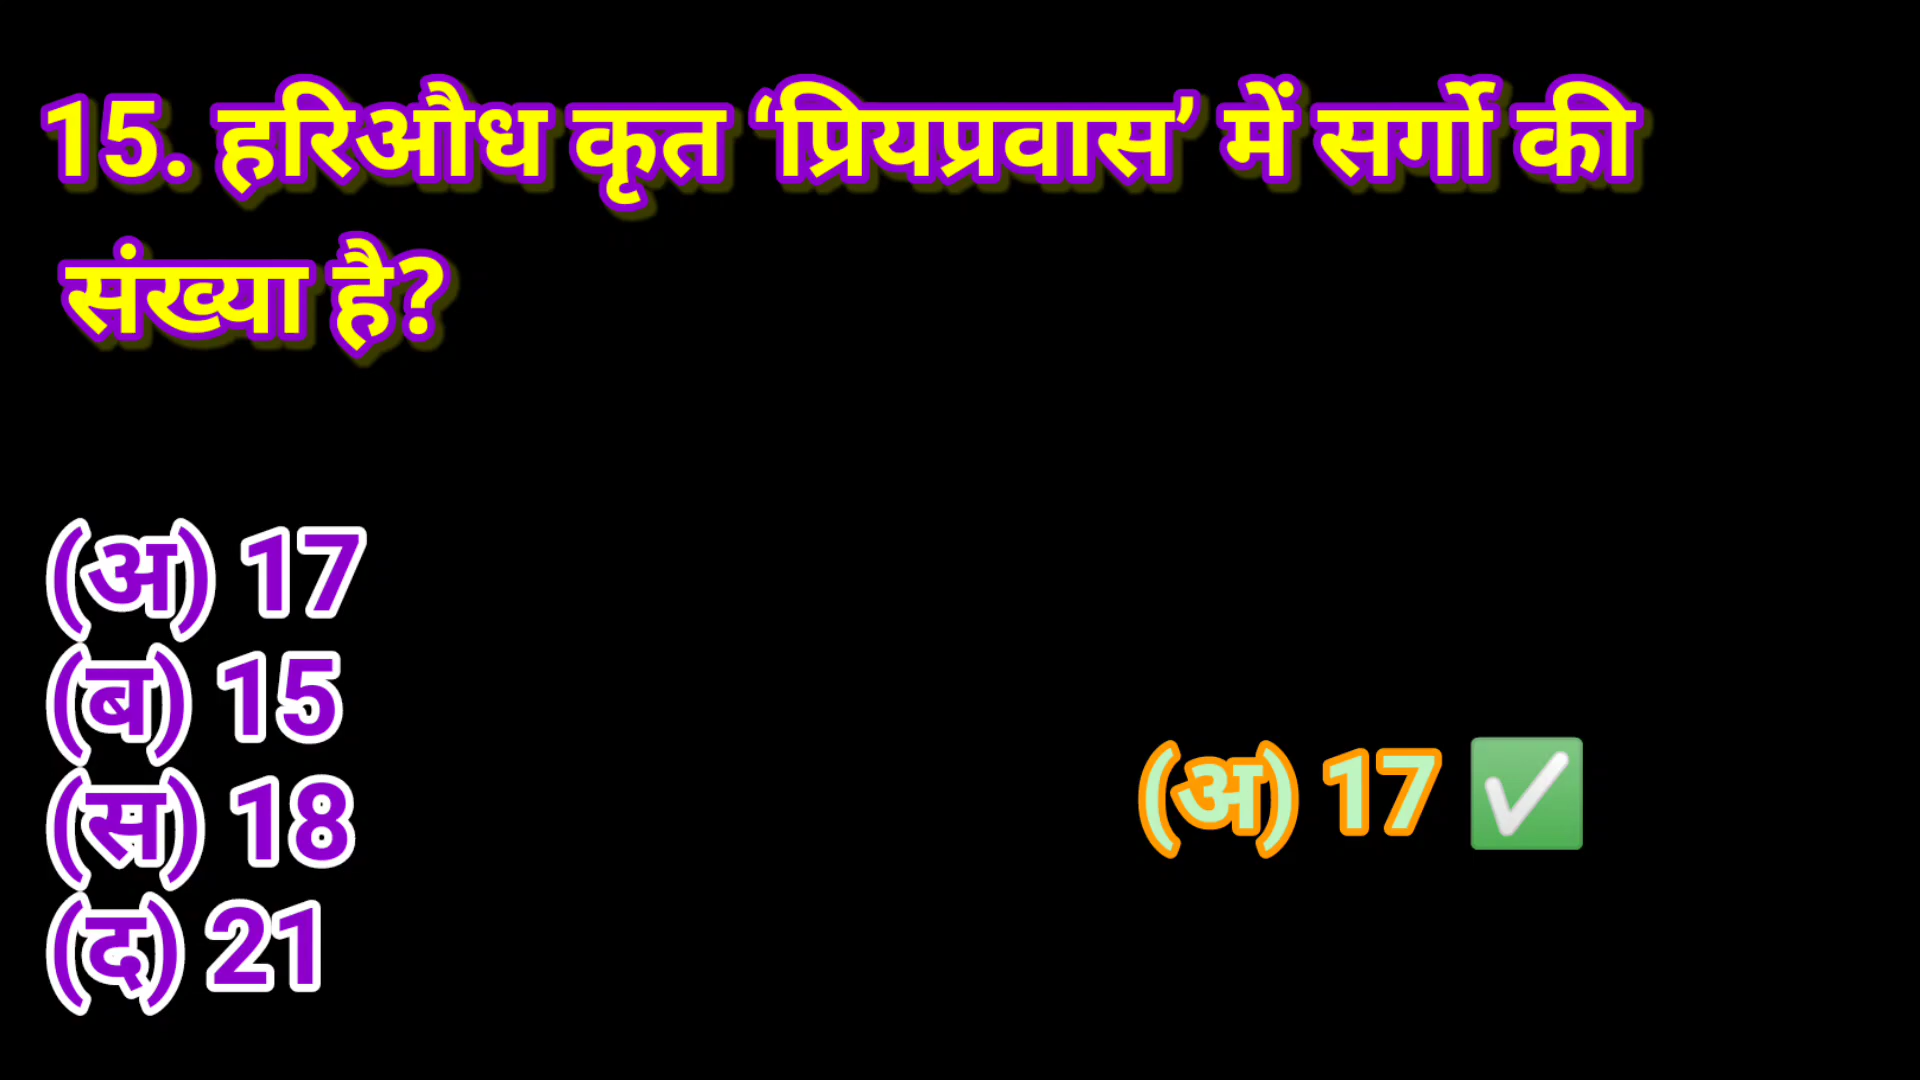 15. हरिऔध कृत ‘प्रियप्रवास’ में सर्गो की
संख्या है?
(अ) 17
(ब) 15
(स) 18
(द) 21
(अ) 17 ✅